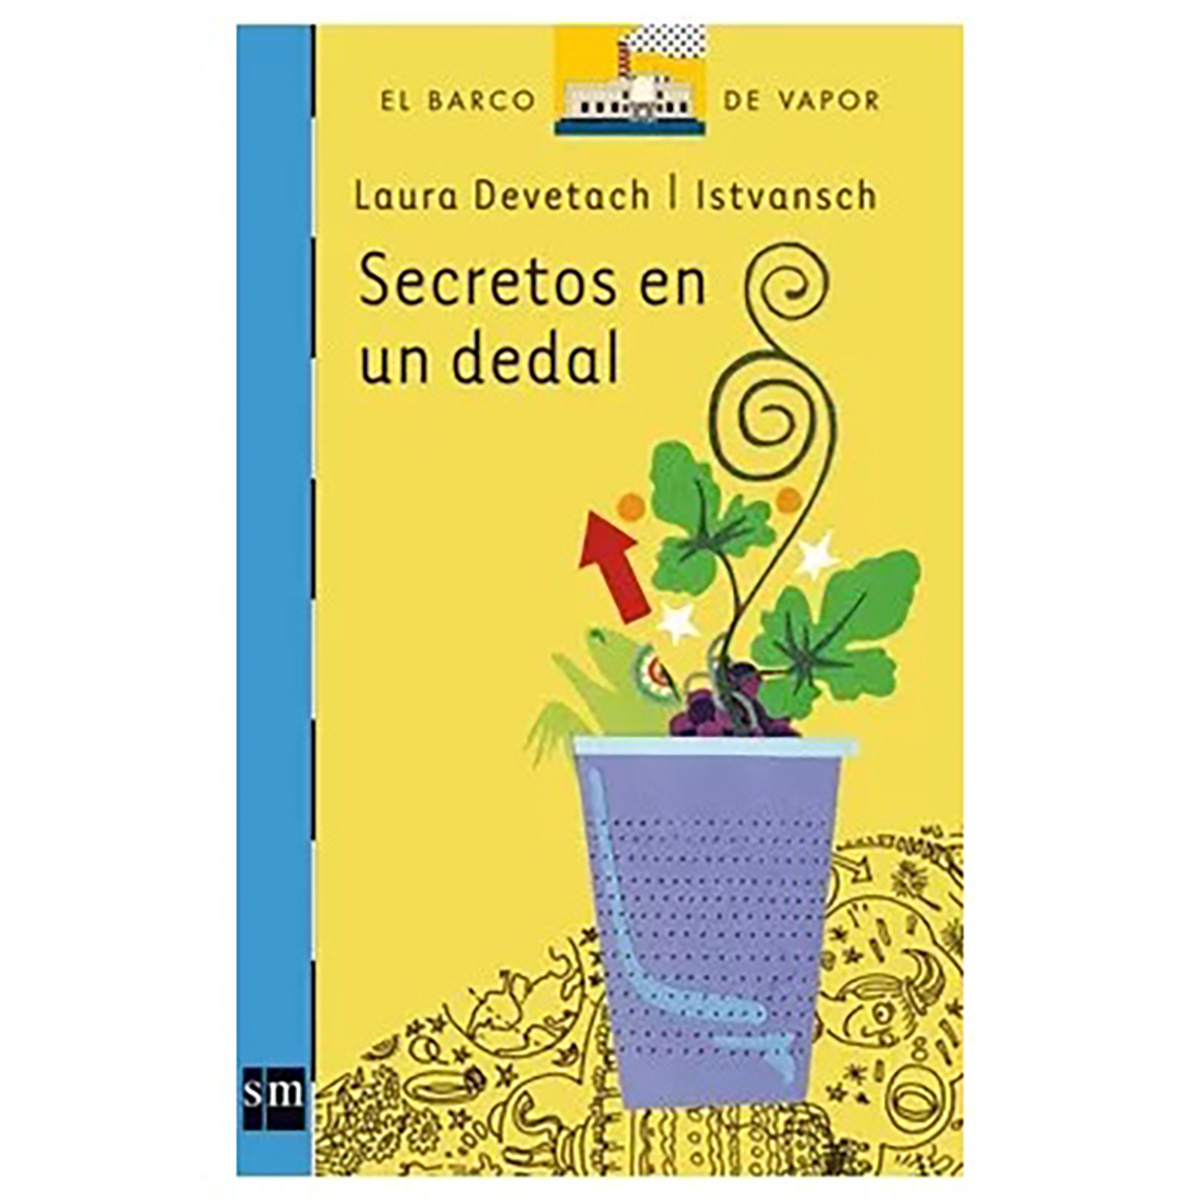 EL BARCO DE VAPOR
Laura Devetach | Istvansch
Secretos en
un dedal
sm